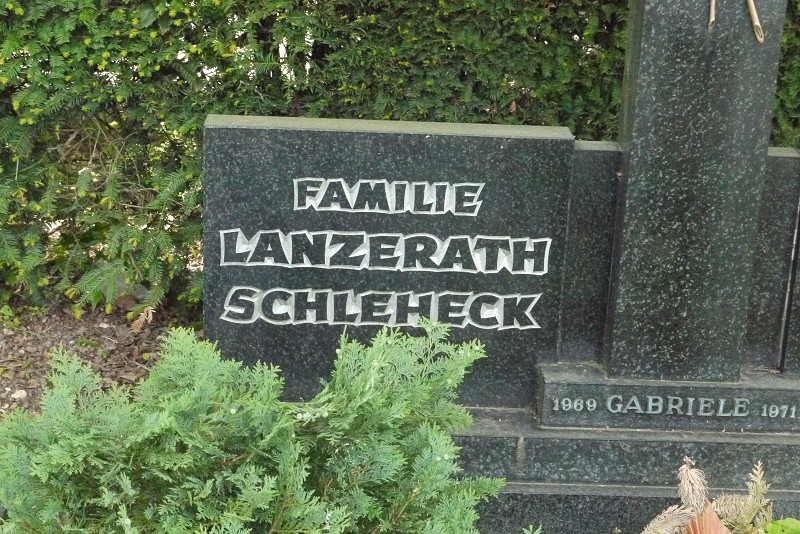 FAMILIE
LANZERATH
SCHLEHECK
1969 GABRIELE 1971